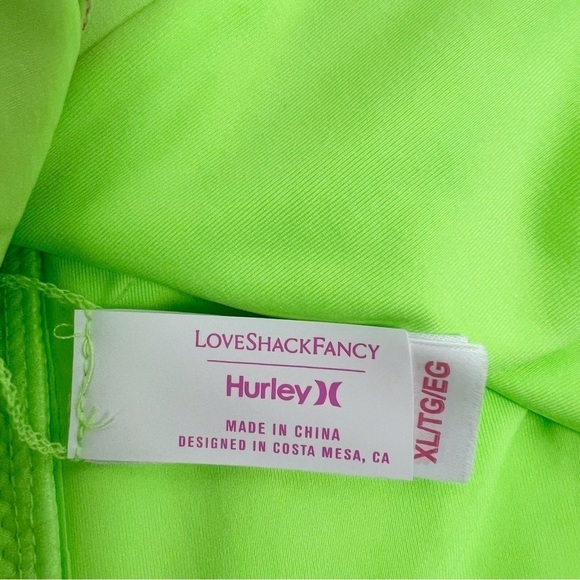 LOVESHACKFANCY
Hurley
MADE IN CHINA
DESIGNED IN COSTA MESA, CA
XL/TG/EG